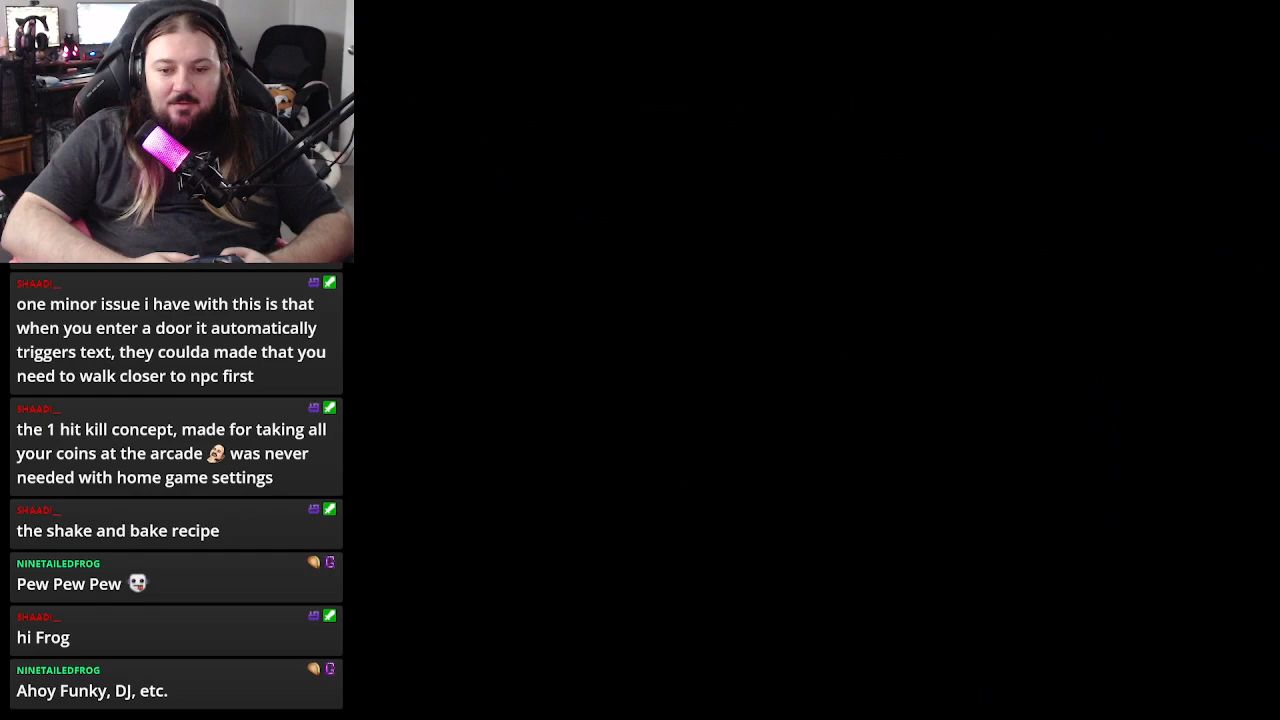 SHAADI__
one minor issue i have with this is that
when you enter a door it automatically
triggers text, they coulda made that you
need to walk closer to npc first
SHAADI__
the 1 hit kill concept, made for taking all
your coins at the arcade was never
needed with home game settings
SHAADI__
the shake and bake recipe
NINETAILEDFROG
Pew Pew Pew
SHAADI__
hi Frog
NINETAILEDFROG
Ahoy Funky, DJ, etc.